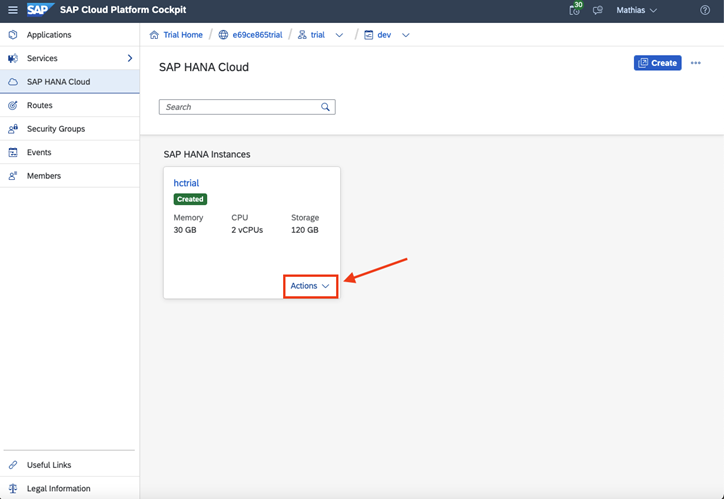 SAP SAP Cloud Platform Cockpit 30 Mathias
Applications
Services
SAP HANA Cloud
Routes
Security Groups
Events
Members
Useful Links
Legal Information
Trial Home / e69ce865trial / trial / dev
SAP HANA Cloud
Create
Search
SAP HANA Instances
hctrial
Created
Memory CPU Storage
30 GB 2 vCPUs 120 GB
Actions